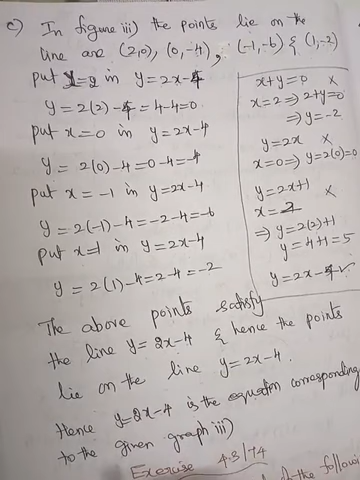 c) In figure iii) the points lie on the
line are (2,0), (0,-4), (-1,-6) & (1,-2)
put x=2 in y=2x-4
y=2(2)-4=4-4=0
put x=0 in y=2x-4
y=2(0)-4=0-4=-4
put x=-1 in y=2x-4
y=2(-1)-4=-2-4=-6
put x=1 in y=2x-4
y=2(1)-4=2-4=-2
x+y=0 ×
x=2⇒2+y=0
⇒y=-2
y=2x ×
x=0⇒y=2(0)=0
y=2x+1 ×
x=2
⇒y=2(2)+1
y=4+1=5
y=2x-4✓
The above points satisfy
the line y=2x-4 & hence the points
lie on the line y=2x-4.
Hence y=2x-4 is the equation corresponding
to the given graph iii)
Exercise 4.3/74
of the